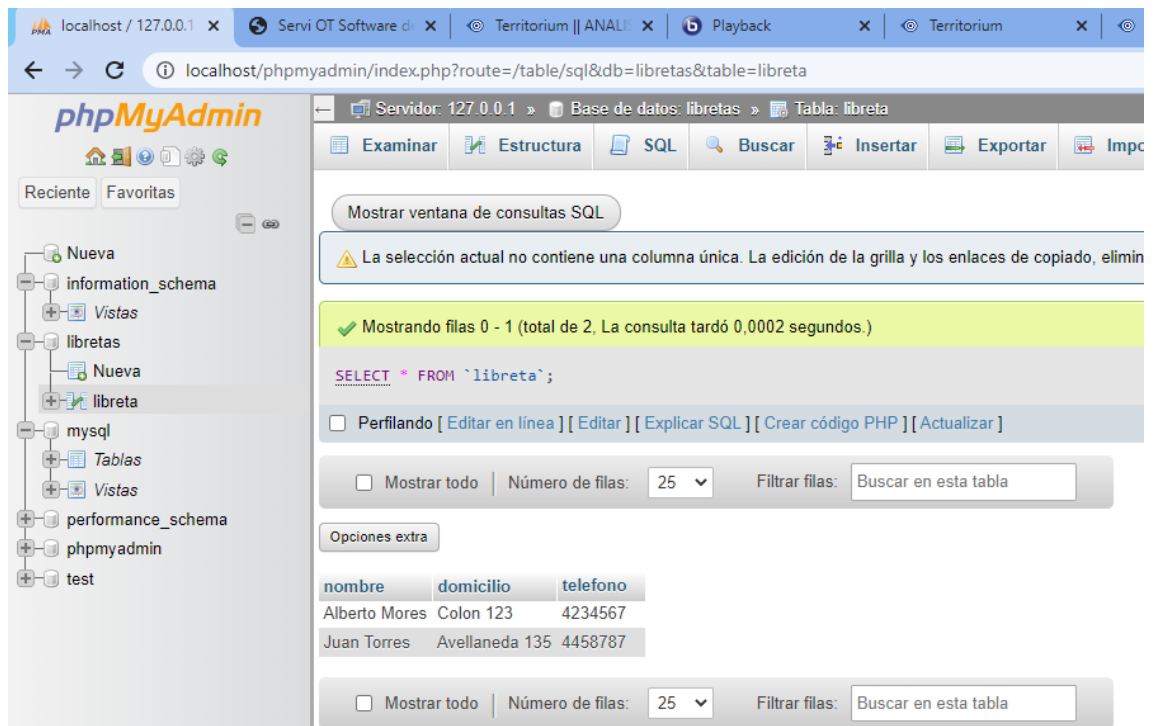 localhost / 127.0.0.1
Servi OT Software de
Territorium || ANALIS
Playback
Territorium
localhost/phpmyadmin/index.php?route=/table/sql&db=libretas&table=libreta
phpMyAdmin
Reciente Favoritas
Nueva
information_schema
Vistas
libretas
Nueva
libreta
mysql
Tablas
Vistas
performance_schema
phpmyadmin
test
Servidor: 127.0.0.1 » Base de datos: libretas » Tabla: libreta
Examinar Estructura SQL Buscar Insertar Exportar Impo
Mostrar ventana de consultas SQL
La selección actual no contiene una columna única. La edición de la grilla y los enlaces de copiado, elimin
Mostrando filas 0 - 1 (total de 2, La consulta tardó 0,0002 segundos.)
SELECT * FROM `libreta`;
Perfilando [ Editar en línea ] [ Editar ] [ Explicar SQL ] [ Crear código PHP ] [ Actualizar ]
Mostrar todo Número de filas: 25 Filtrar filas: Buscar en esta tabla
Opciones extra
nombre domicilio telefono
Alberto Mores Colon 123 4234567
Juan Torres Avellaneda 135 4458787
Mostrar todo Número de filas: 25 Filtrar filas: Buscar en esta tabla